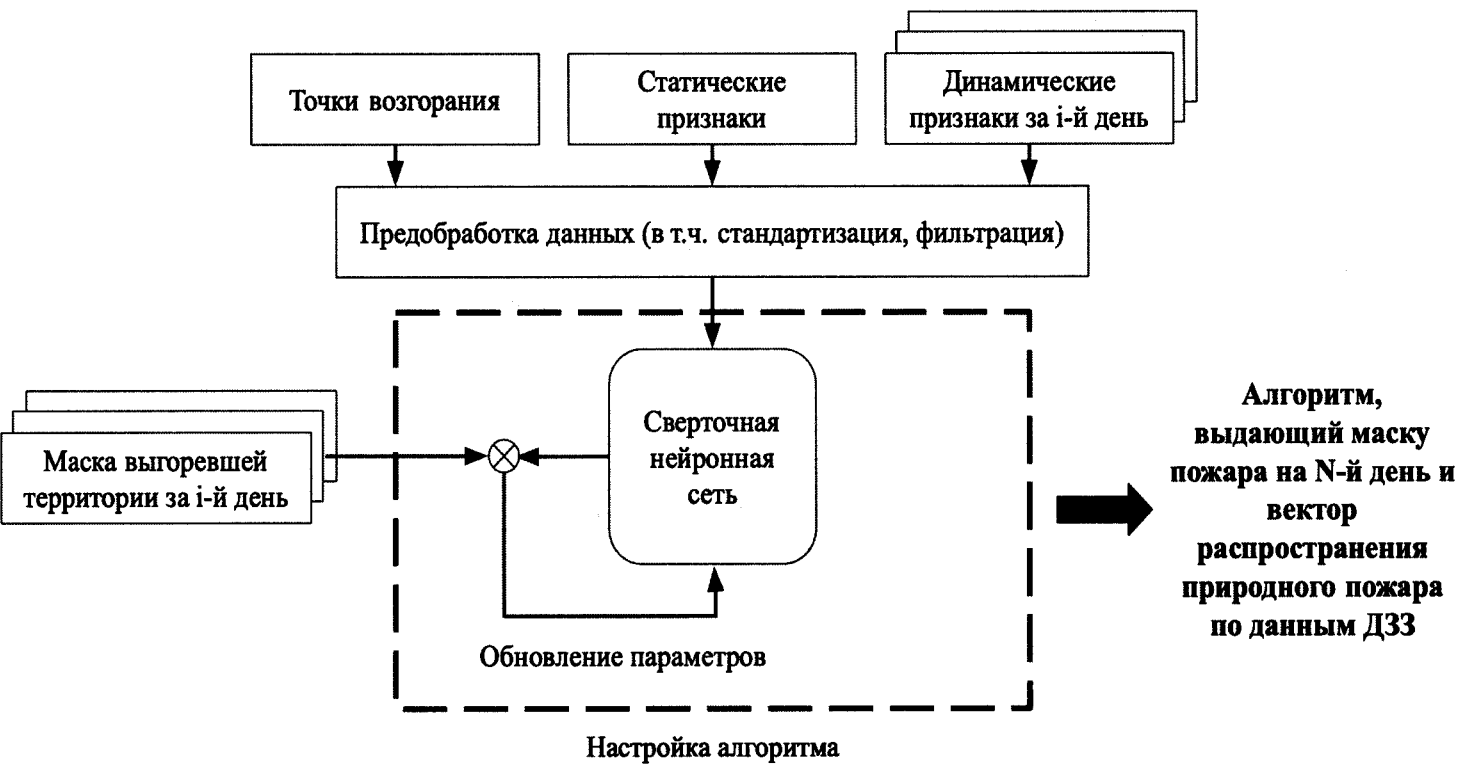 Точки возгорания
Статические
признаки
Динамические
признаки за i-й день
Предобработка данных (в т.ч. стандартизация, фильтрация)
Маска выгоревшей
территории за i-й день
Сверточная
нейронная
сеть
Обновление параметров
Настройка алгоритма
Алгоритм,
выдающий маску
пожара на N-й день и
вектор
распространения
природного пожара
по данным ДЗЗ